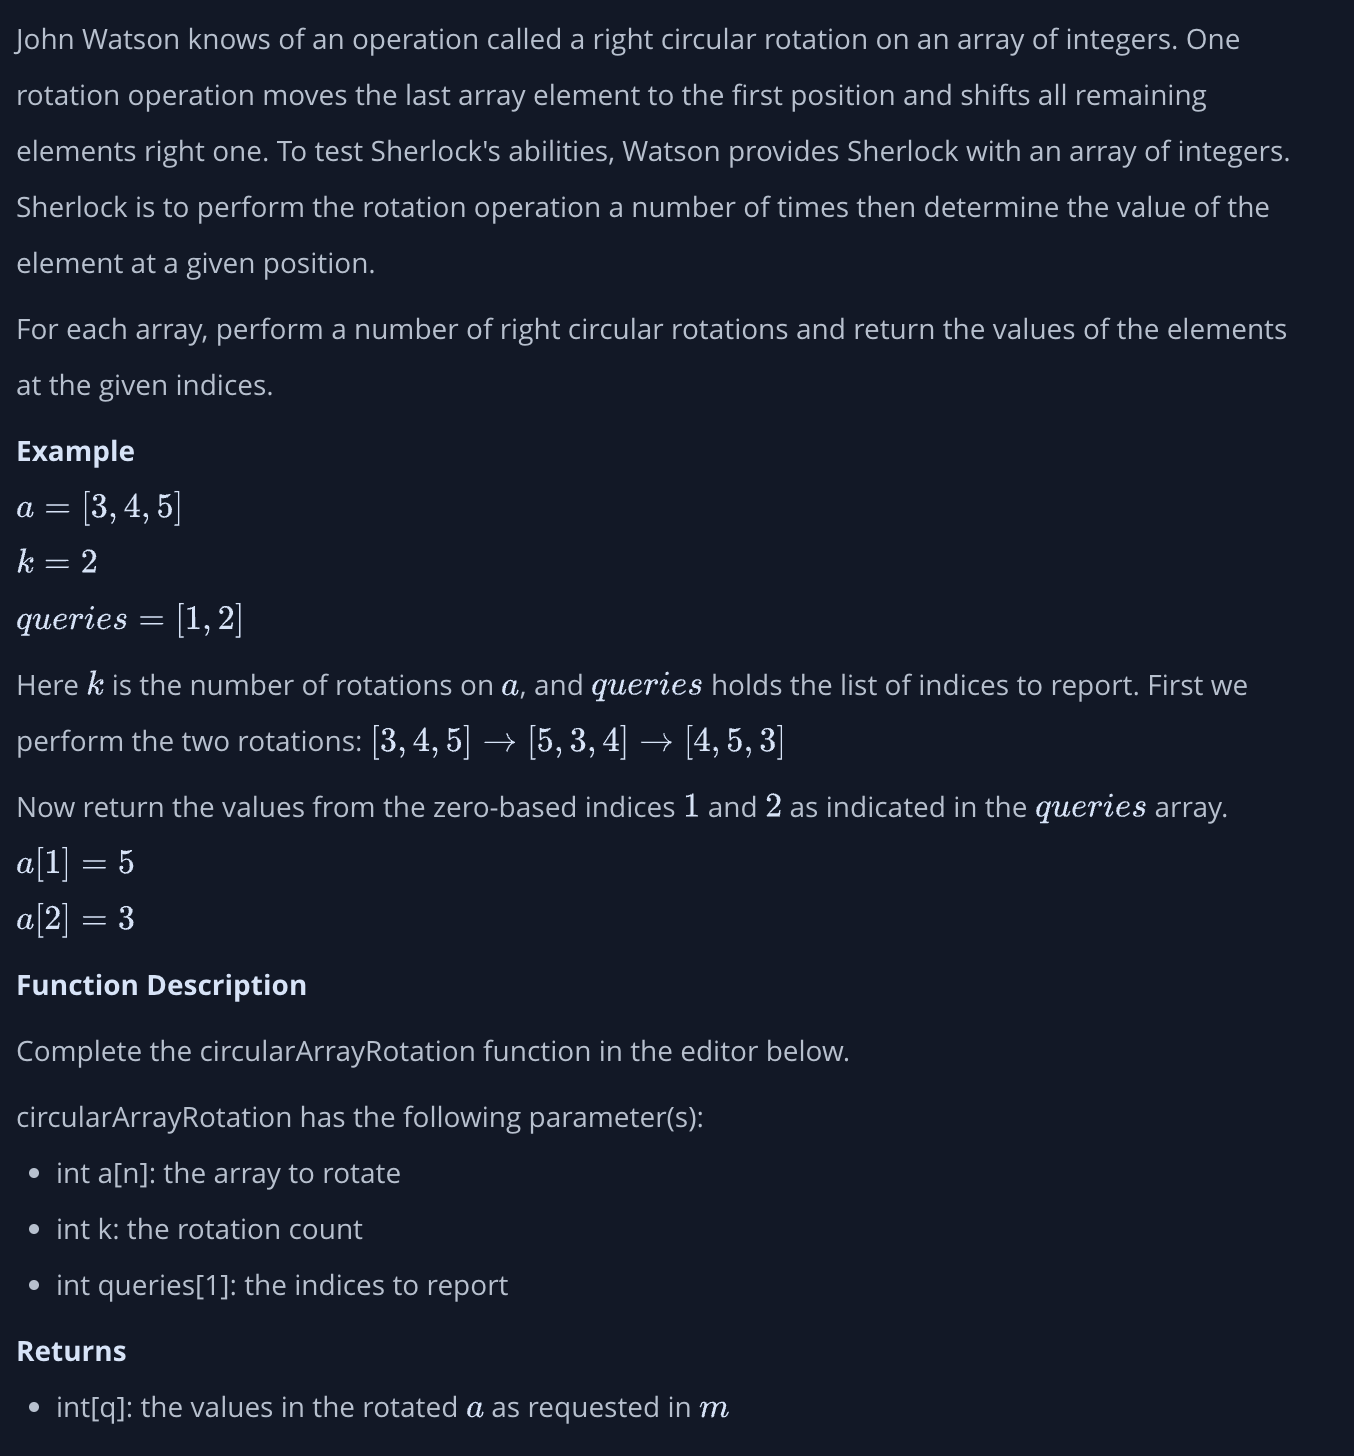 John Watson knows of an operation called a right circular rotation on an array of integers. One
rotation operation moves the last array element to the first position and shifts all remaining
elements right one. To test Sherlock's abilities, Watson provides Sherlock with an array of integers.
Sherlock is to perform the rotation operation a number of times then determine the value of the
element at a given position.
For each array, perform a number of right circular rotations and return the values of the elements
at the given indices.
Example
a = [3, 4, 5]
k = 2
queries = [1, 2]
Here k is the number of rotations on a, and queries holds the list of indices to report. First we
perform the two rotations: [3, 4, 5] → [5, 3, 4] → [4, 5, 3]
Now return the values from the zero-based indices 1 and 2 as indicated in the queries array.
a[1] = 5
a[2] = 3
Function Description
Complete the circularArrayRotation function in the editor below.
circularArrayRotation has the following parameter(s):
• int a[n]: the array to rotate
• int k: the rotation count
• int queries[1]: the indices to report
Returns
• int[q]: the values in the rotated a as requested in m